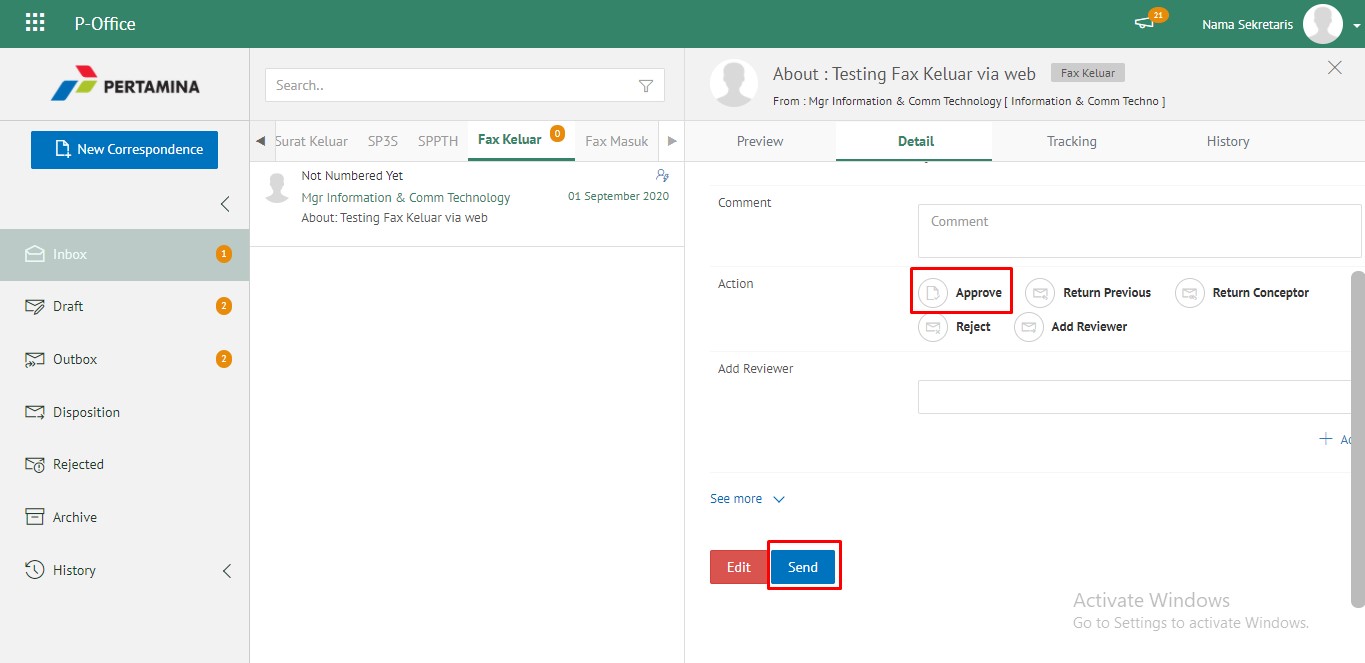 P-Office
21
Nama Sekretaris
PERTAMINA
New Correspondence
Inbox
1
Draft
2
Outbox
2
Disposition
Rejected
Archive
History
Search..
Surat Keluar
SP3S
SPPTH
Fax Keluar
0
Fax Masuk
Not Numbered Yet
Mgr Information & Comm Technology
01 September 2020
About: Testing Fax Keluar via web
About : Testing Fax Keluar via web
Fax Keluar
From : Mgr Information & Comm Technology [ Information & Comm Techno ]
Preview
Detail
Tracking
History
Comment
Comment
Action
Approve
Return Previous
Return Conceptor
Reject
Add Reviewer
Add Reviewer
See more
Edit
Send
Activate Windows
Go to Settings to activate Windows.